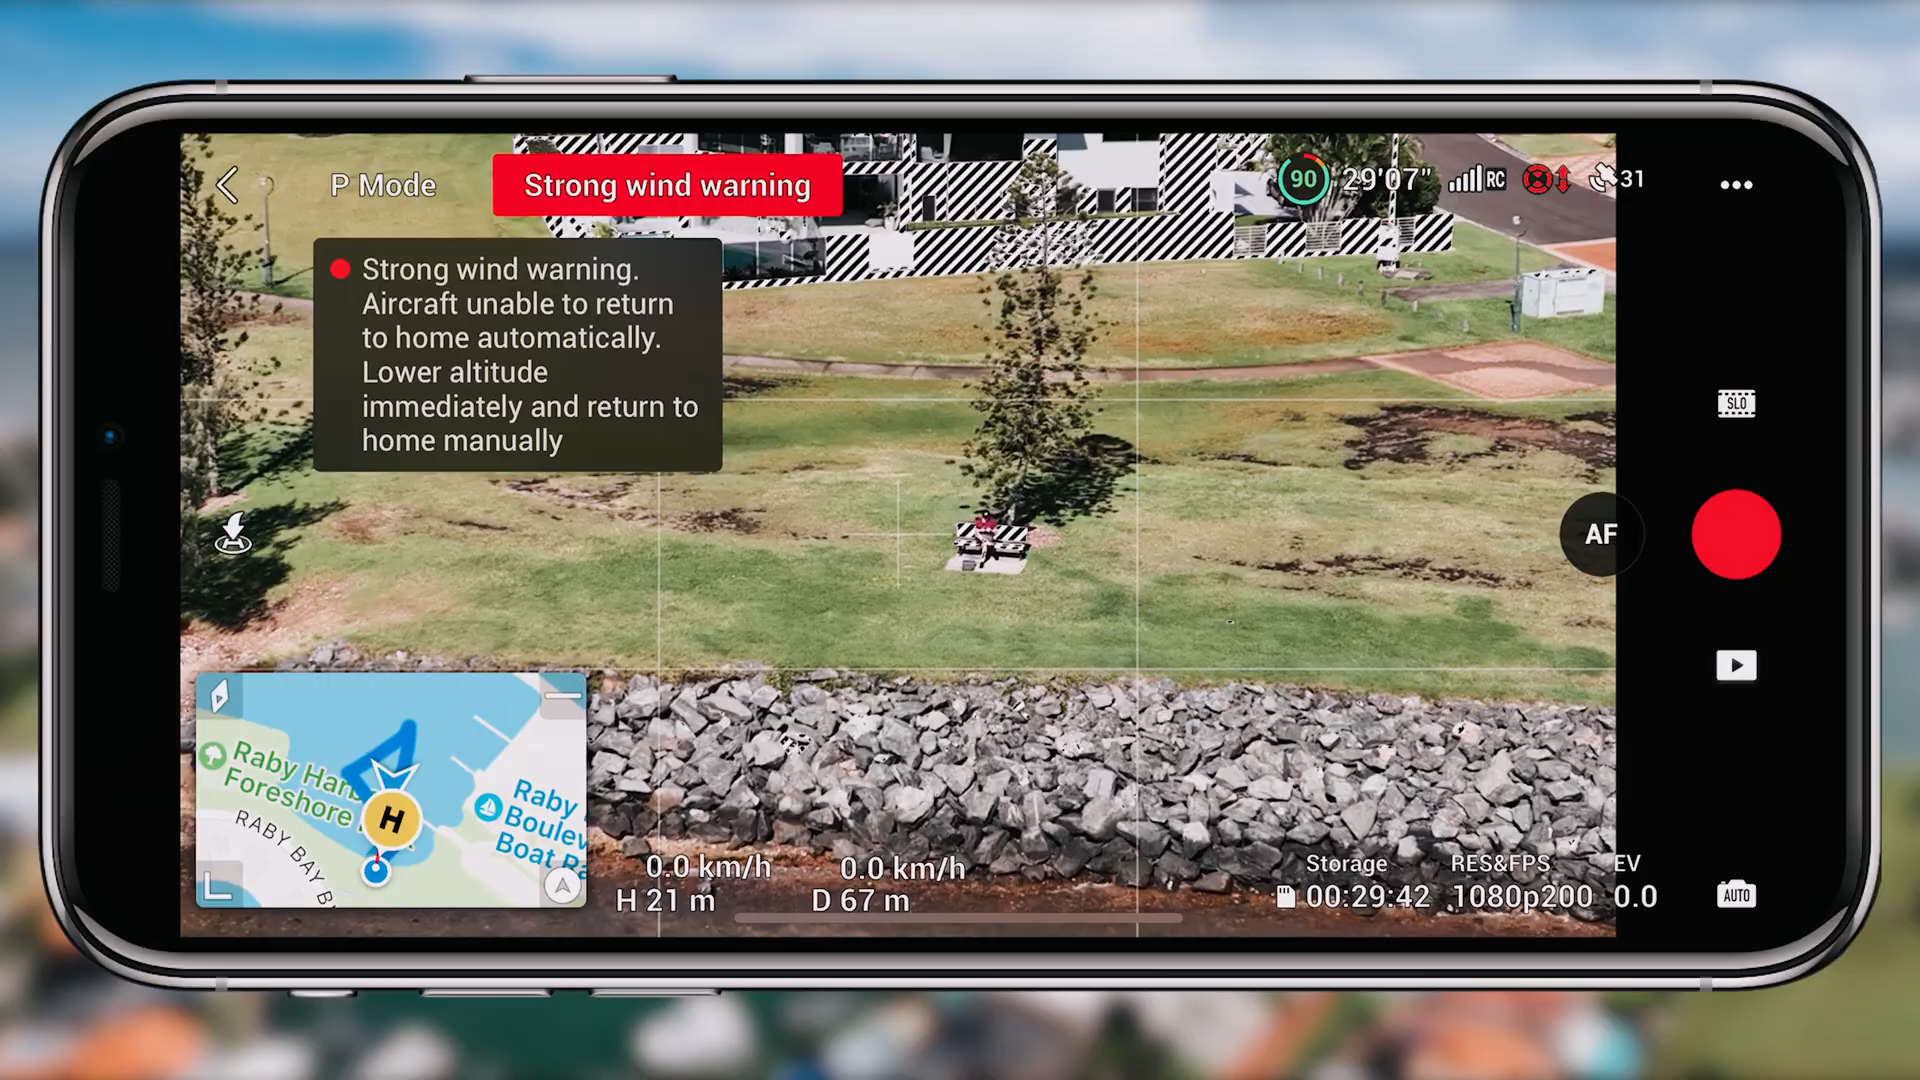 P Mode
Strong wind warning
90
29'07"
RC
31
Strong wind warning.
Aircraft unable to return
to home automatically.
Lower altitude
immediately and return to
home manually
SLO
AF
Raby
Foreshore
RABY BAY
H
Raby
Boat
0.0 km/h
0.0 km/h
H 21 m
D 67 m
Storage
RES&FPS
EV
00:29:42
1080p200
0.0
AUTO